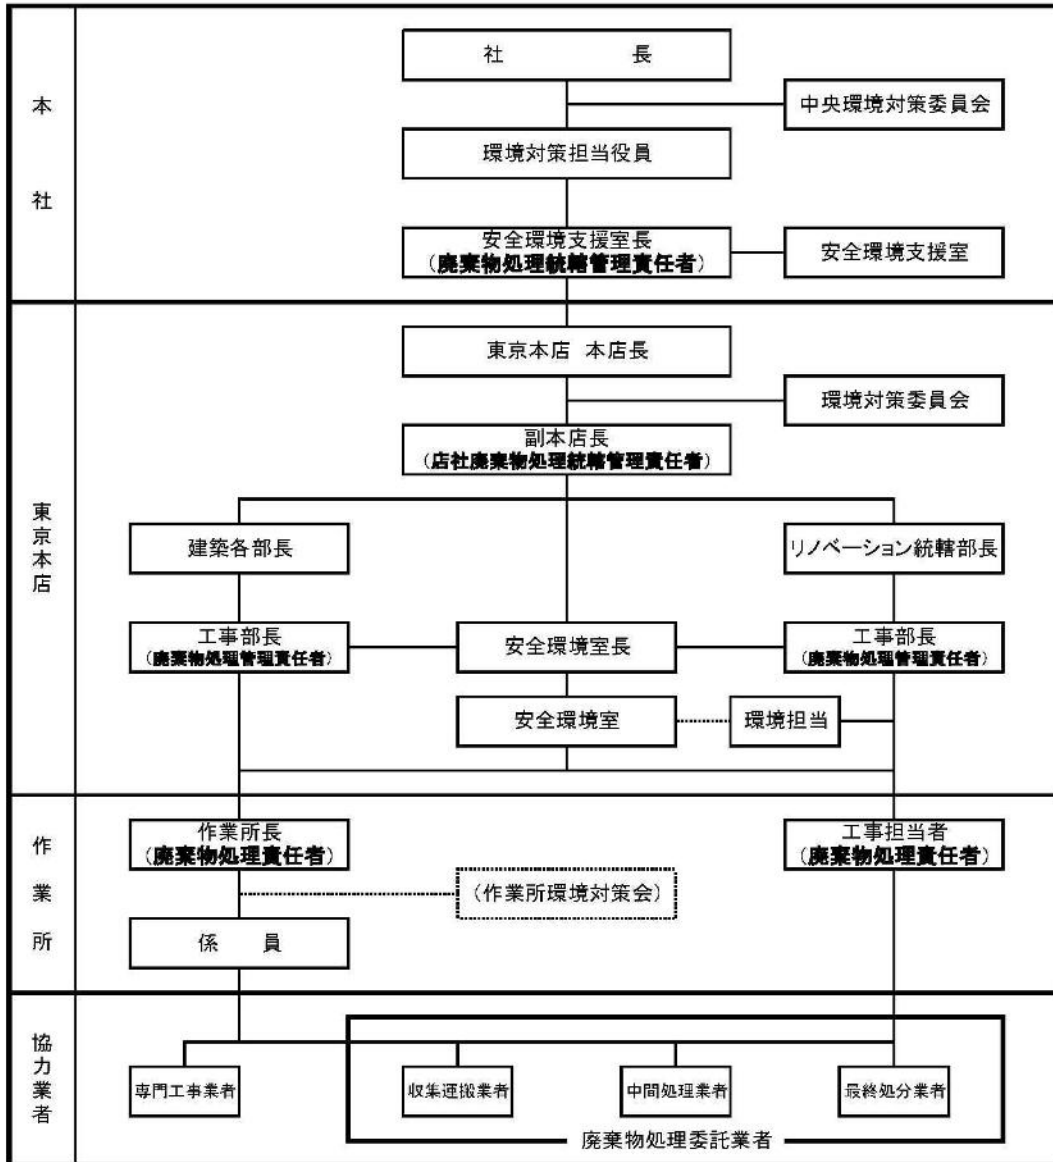 本社
社　長
中央環境対策委員会
環境対策担当役員
安全環境支援室長
（廃棄物処理統轄管理責任者）
安全環境支援室
東京本店
東京本店　本店長
環境対策委員会
副本店長
（店社廃棄物処理統轄管理責任者）
建築各部長
リノベーション統轄部長
工事部長
（廃棄物処理管理責任者）
安全環境室長
工事部長
（廃棄物処理管理責任者）
安全環境室
環境担当
作業所
作業所長
（廃棄物処理責任者）
工事担当者
（廃棄物処理責任者）
（作業所環境対策会）
係　員
協力業者
専門工事業者
収集運搬業者
中間処理業者
最終処分業者
廃棄物処理委託業者